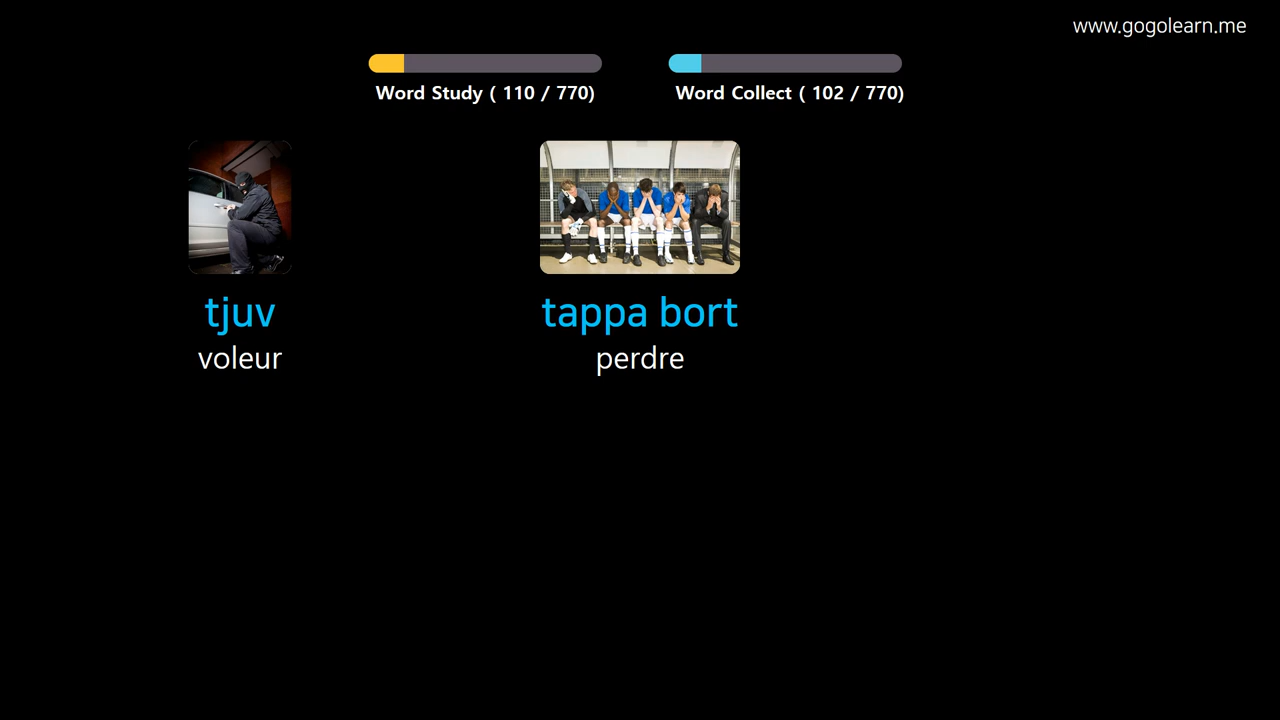 www.gogolearn.me
Word Study ( 110 / 770)
Word Collect ( 102 / 770)
tjuv
voleur
tappa bort
perdre